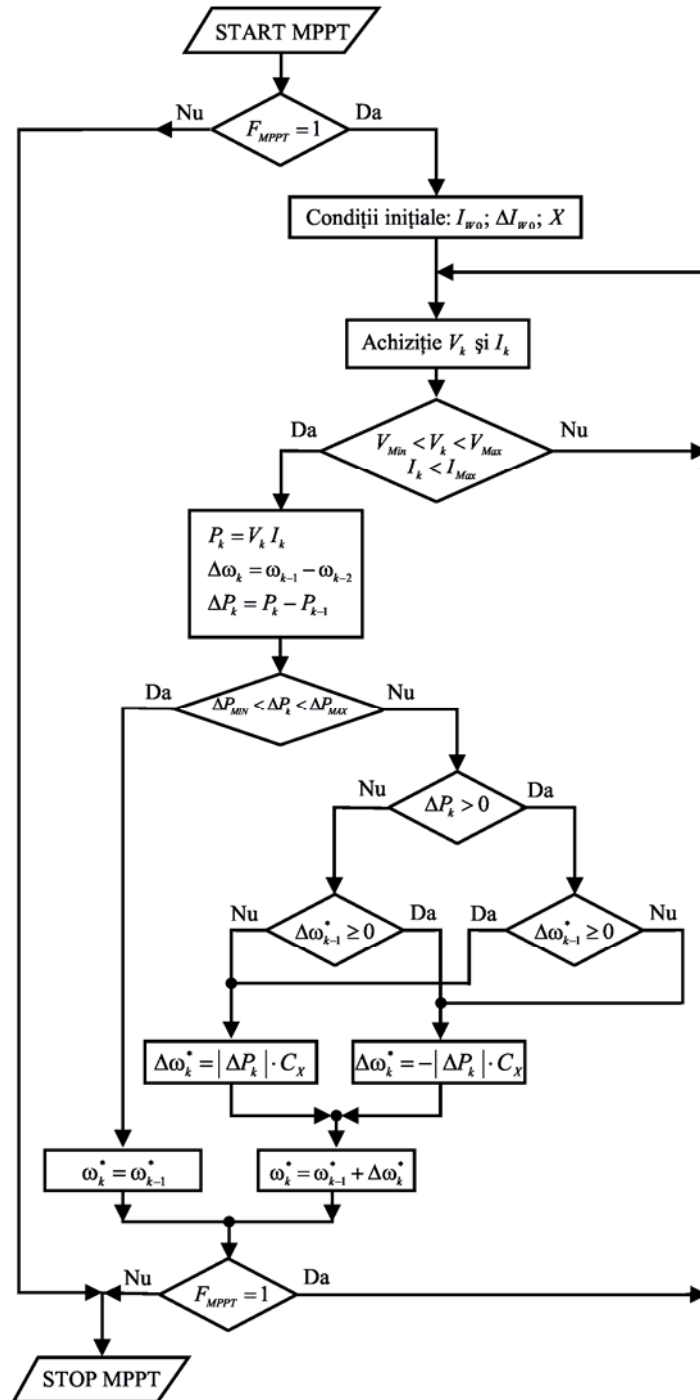 START MPPT
Nu
Da
F_MPPT = 1
Condiții inițiale: I_W0; ΔI_W0; X
Achiziție V_k și I_k
Da
Nu
V_Min < V_k < V_Max
I_k < I_Max
P_k = V_k I_k
Δω_k = ω_k−1 − ω_k−2
ΔP_k = P_k − P_k−1
Da
Nu
ΔP_MIN < ΔP_k < ΔP_MAX
Nu
Da
ΔP_k > 0
Nu
Da
Da
Nu
Δω*_k−1 ≥ 0
Δω*_k−1 ≥ 0
Δω*_k = |ΔP_k| · C_X
Δω*_k = −|ΔP_k| · C_X
ω*_k = ω*_k−1
ω*_k = ω*_k−1 + Δω*_k
Nu
Da
F_MPPT = 1
STOP MPPT